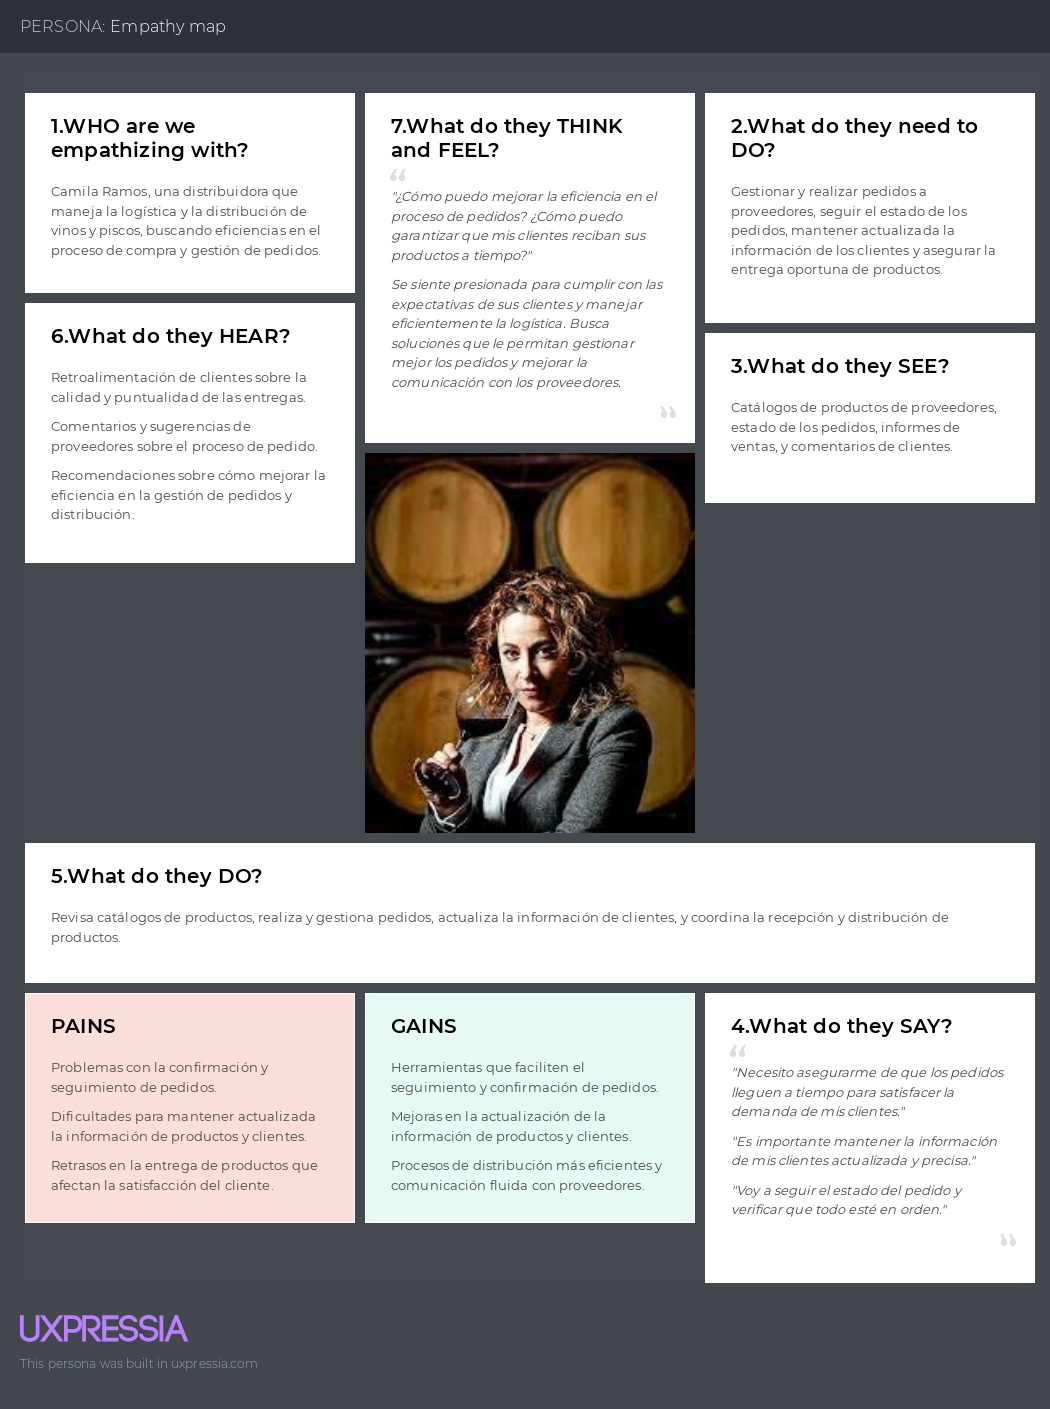 PERSONA: Empathy map
1.WHO are we
empathizing with?
Camila Ramos, una distribuidora que
maneja la logística y la distribución de
vinos y piscos, buscando eficiencias en el
proceso de compra y gestión de pedidos.
6.What do they HEAR?
Retroalimentación de clientes sobre la
calidad y puntualidad de las entregas.
Comentarios y sugerencias de
proveedores sobre el proceso de pedido.
Recomendaciones sobre cómo mejorar la
eficiencia en la gestión de pedidos y
distribución.
7.What do they THINK
and FEEL?
“
"¿Cómo puedo mejorar la eficiencia en el
proceso de pedidos? ¿Cómo puedo
garantizar que mis clientes reciban sus
productos a tiempo?"
Se siente presionada para cumplir con las
expectativas de sus clientes y manejar
eficientemente la logística. Busca
soluciones que le permitan gestionar
mejor los pedidos y mejorar la
comunicación con los proveedores.
”
2.What do they need to
DO?
Gestionar y realizar pedidos a
proveedores, seguir el estado de los
pedidos, mantener actualizada la
información de los clientes y asegurar la
entrega oportuna de productos.
3.What do they SEE?
Catálogos de productos de proveedores,
estado de los pedidos, informes de
ventas, y comentarios de clientes.
5.What do they DO?
Revisa catálogos de productos, realiza y gestiona pedidos, actualiza la información de clientes, y coordina la recepción y distribución de
productos.
PAINS
Problemas con la confirmación y
seguimiento de pedidos.
Dificultades para mantener actualizada
la información de productos y clientes.
Retrasos en la entrega de productos que
afectan la satisfacción del cliente.
GAINS
Herramientas que faciliten el
seguimiento y confirmación de pedidos.
Mejoras en la actualización de la
información de productos y clientes.
Procesos de distribución más eficientes y
comunicación fluida con proveedores.
4.What do they SAY?
“
"Necesito asegurarme de que los pedidos
lleguen a tiempo para satisfacer la
demanda de mis clientes."
"Es importante mantener la información
de mis clientes actualizada y precisa."
"Voy a seguir el estado del pedido y
verificar que todo esté en orden."
”
UXPRESSIA
This persona was built in uxpressia.com